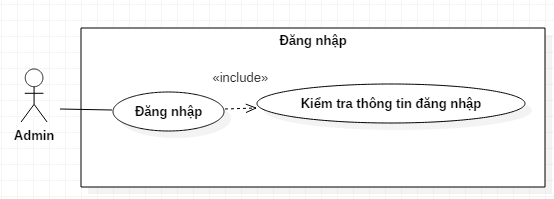 Đăng nhập
«include»
Đăng nhập
Kiểm tra thông tin đăng nhập
Admin